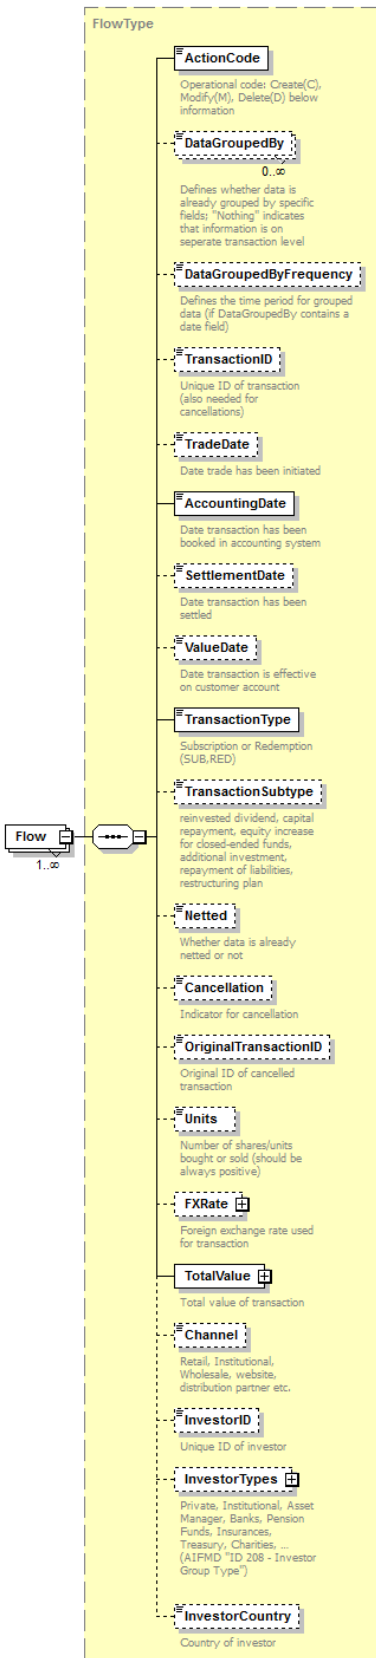 FlowType
ActionCode
Operational code: Create(C),
Modify(M), Delete(D) below
information
DataGroupedBy
0..∞
Defines whether data is
already grouped by specific
fields; "Nothing" indicates
that information is on
seperate transaction level
DataGroupedByFrequency
Defines the time period for grouped
data (if DataGroupedBy contains a
date field)
TransactionID
Unique ID of transaction
(also needed for
cancellations)
TradeDate
Date trade has been initiated
AccountingDate
Date transaction has been
booked in accounting system
SettlementDate
Date transaction has been
settled
ValueDate
Date transaction is effective
on customer account
TransactionType
Subscription or Redemption
(SUB,RED)
TransactionSubtype
reinvested dividend, capital
repayment, equity increase
for closed-ended funds,
additional investment,
repayment of liabilities,
restructuring plan
Flow
1..∞
Netted
Whether data is already
netted or not
Cancellation
Indicator for cancellation
OriginalTransactionID
Original ID of cancelled
transaction
Units
Number of shares/units
bought or sold (should be
always positive)
FXRate
Foreign exchange rate used
for transaction
TotalValue
Total value of transaction
Channel
Retail, Institutional,
Wholesale, website,
distribution partner etc.
InvestorID
Unique ID of investor
InvestorTypes
Private, Institutional, Asset
Manager, Banks, Pension
Funds, Insurances,
Treasury, Charities, ...
(AIFMD "ID 208 - Investor
Group Type")
InvestorCountry
Country of investor